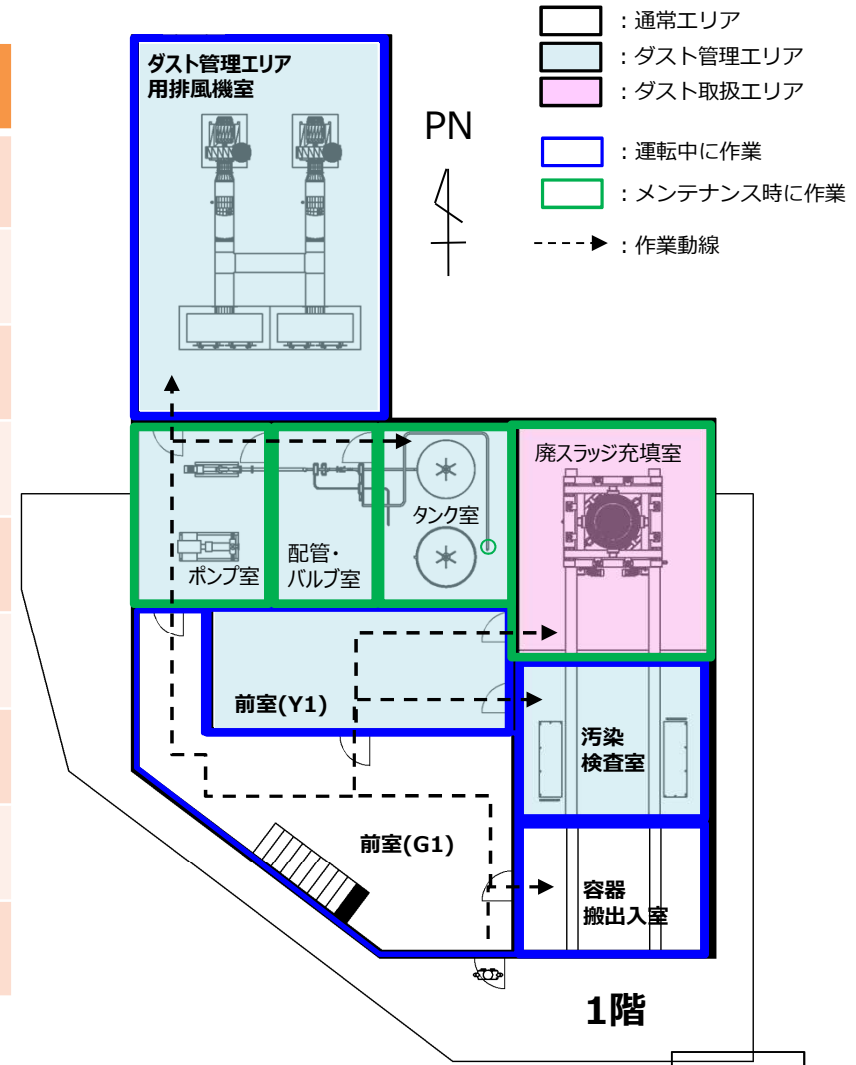 ：通常エリア
：ダスト管理エリア
：ダスト取扱エリア
：運転中に作業
：メンテナンス時に作業
：作業動線
PN
ダスト管理エリア
用排風機室
廃スラッジ充填室
タンク室
配管・
バルブ室
ポンプ室
前室(Y1)
汚染
検査室
前室(G1)
容器
搬出入室
1階